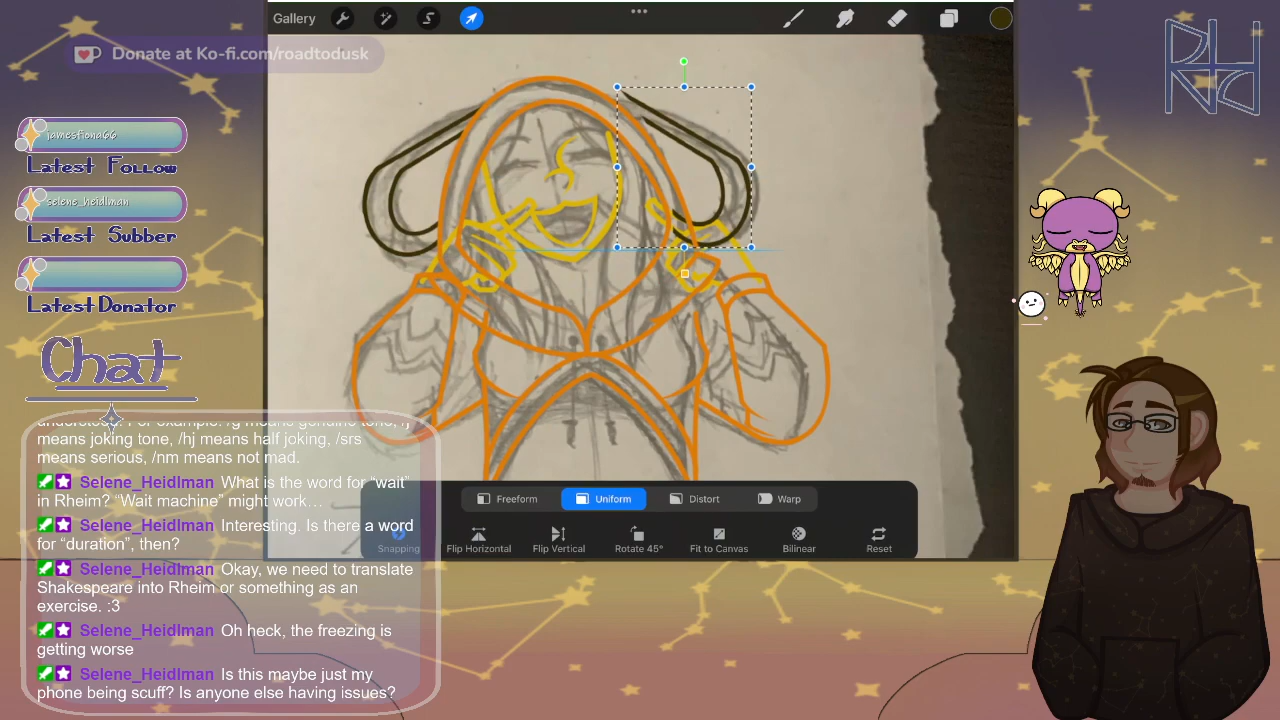 Gallery
Donate at Ko-fi.com/roadtodusk
jamesfiona66
Latest Follow
selene_heidlman
Latest Subber
Latest Donator
Chat
means joking tone, /hj means half joking, /srs
means serious, /nm means not mad.
Selene_Heidlman What is the word for “wait”
in Rheim? “Wait machine” might work…
Selene_Heidlman Interesting. Is there a word
for “duration”, then?
Selene_Heidlman Okay, we need to translate
Shakespeare into Rheim or something as an
exercise. :3
Selene_Heidlman Oh heck, the freezing is
getting worse
Selene_Heidlman Is this maybe just my
phone being scuff? Is anyone else having issues?
Freeform
Uniform
Distort
Warp
Snapping
Flip Horizontal
Flip Vertical
Rotate 45°
Fit to Canvas
Bilinear
Reset